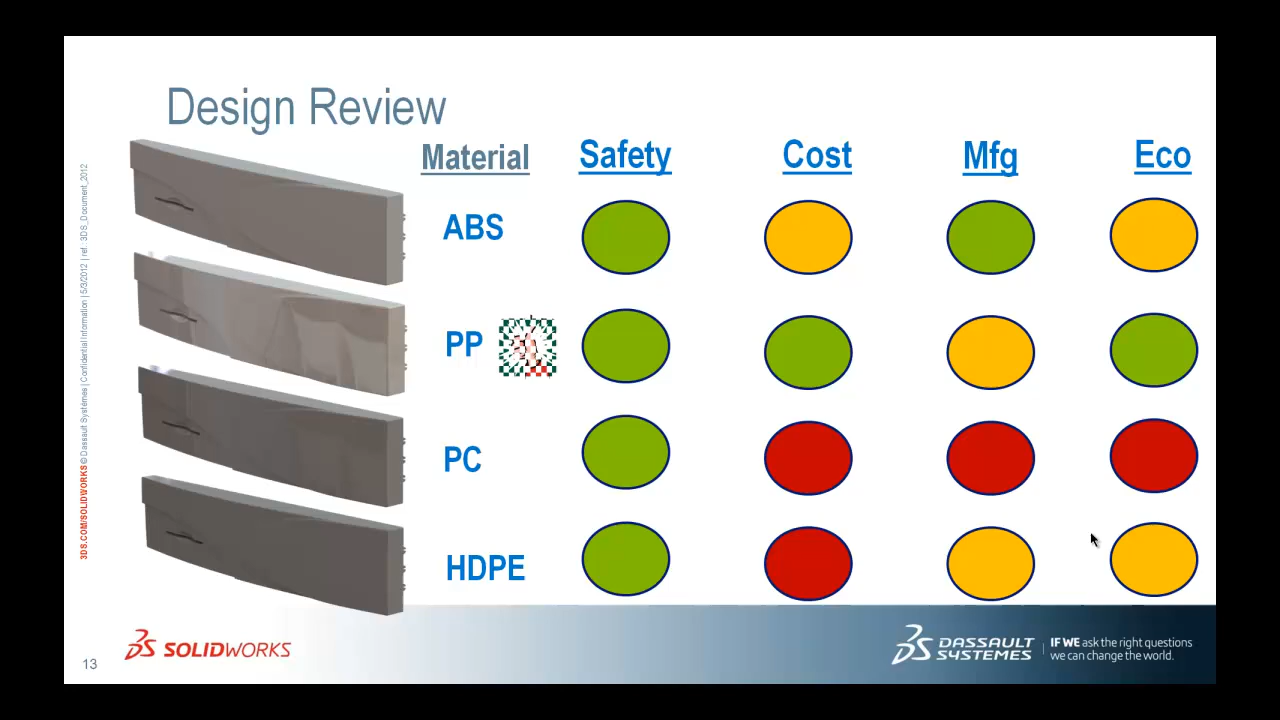 Design Review
Material Safety Cost Mfg Eco
ABS
PP
PC
HDPE
3DS.COM/SOLIDWORKS © Dassault Systèmes | Confidential Information | 5/3/2012 | ref.: 3DS_Document_2012
13
3DS SOLIDWORKS
3DS DASSAULT SYSTEMES
IF WE ask the right questions
we can change the world.